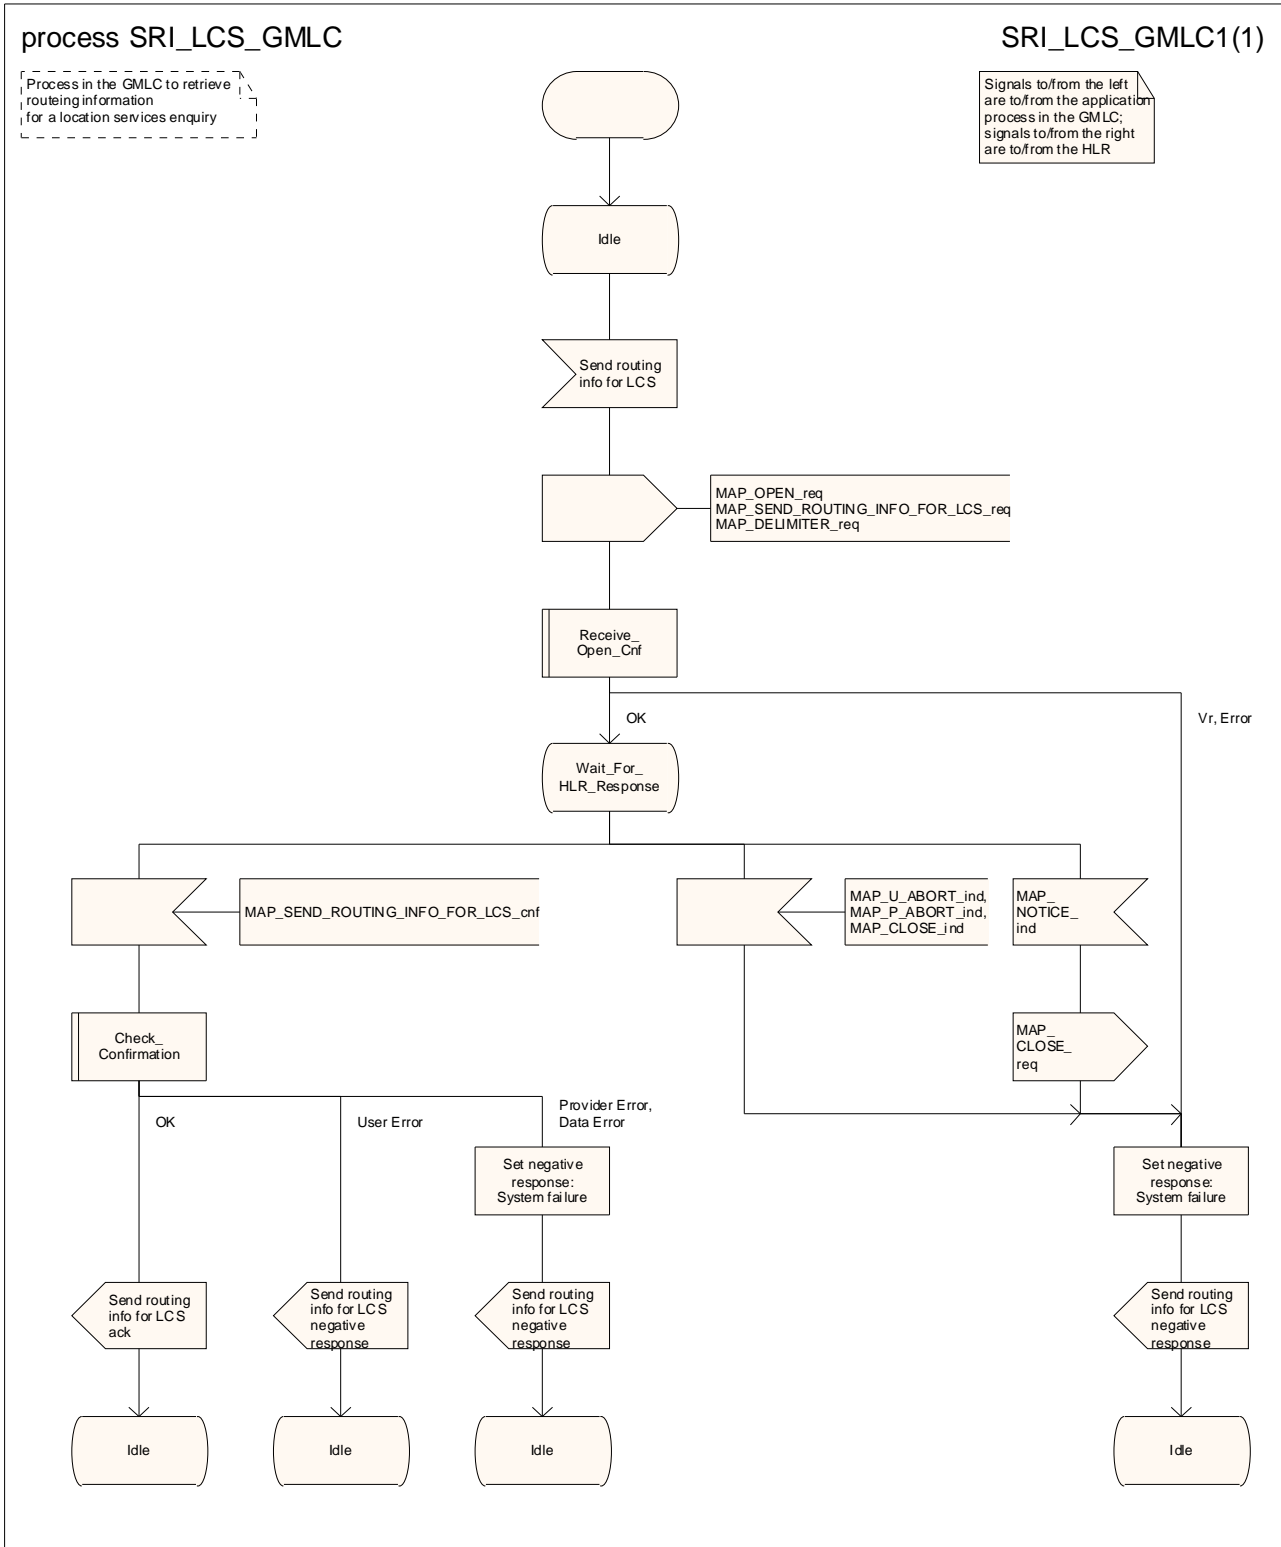 process SRI_LCS_GMLC
SRI_LCS_GMLC1(1)
Process in the GMLC to retrieve
routeing information
for a location services enquiry
Signals to/from the left
are to/from the application
process in the GMLC;
signals to/from the right
are to/from the HLR
Idle
Send routing
info for LCS
MAP_OPEN_req
MAP_SEND_ROUTING_INFO_FOR_LCS_req
MAP_DELIMITER_req
Receive_
Open_Cnf
OK
Vr, Error
Wait_For_
HLR_Response
MAP_SEND_ROUTING_INFO_FOR_LCS_cnf
MAP_U_ABORT_ind,
MAP_P_ABORT_ind,
MAP_CLOSE_ind
MAP_
NOTICE_
ind
Check_
Confirmation
MAP_
CLOSE_
req
OK
User Error
Provider Error,
Data Error
Set negative
response:
System failure
Set negative
response:
System failure
Send routing
info for LCS
ack
Send routing
info for LCS
negative
response
Send routing
info for LCS
negative
response
Send routing
info for LCS
negative
response
Idle
Idle
Idle
Idle